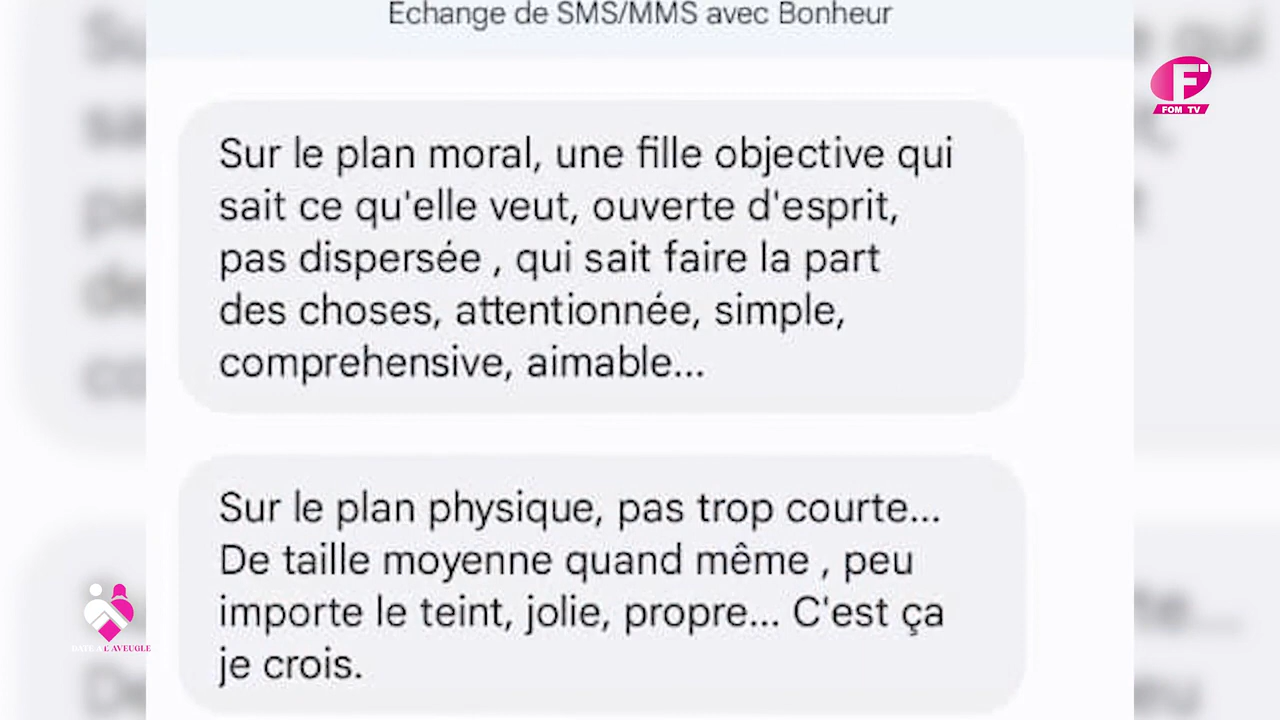 Echange de SMS/MMS avec Bonheur
F
FOM TV
Sur le plan moral, une fille objective qui
sait ce qu'elle veut, ouverte d'esprit,
pas dispersée , qui sait faire la part
des choses, attentionnée, simple,
comprehensive, aimable...
Sur le plan physique, pas trop courte...
De taille moyenne quand même , peu
importe le teint, jolie, propre... C'est ça
je crois.
DATE A L'AVEUGLE